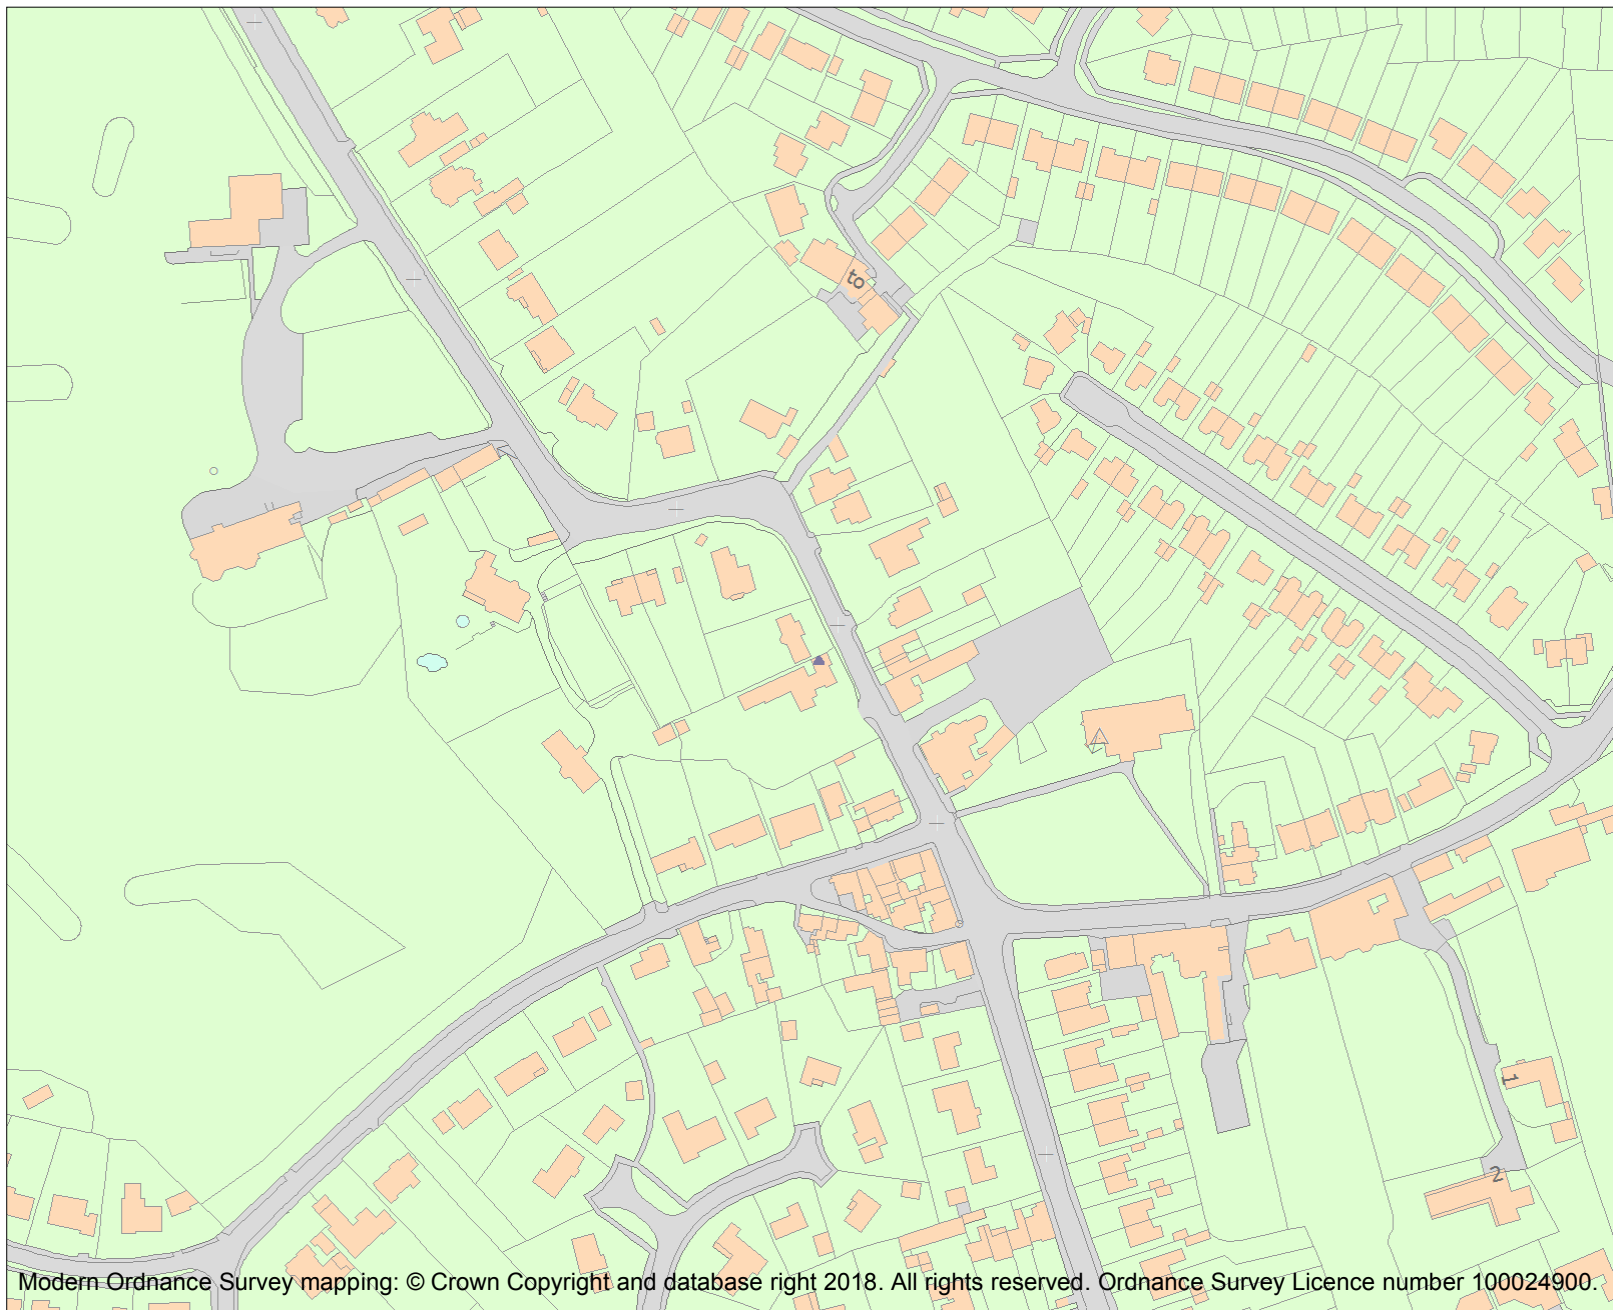 to
1
2
Modern Ordnance Survey mapping: © Crown Copyright and database right 2018. All rights reserved. Ordnance Survey Licence number 100024900.